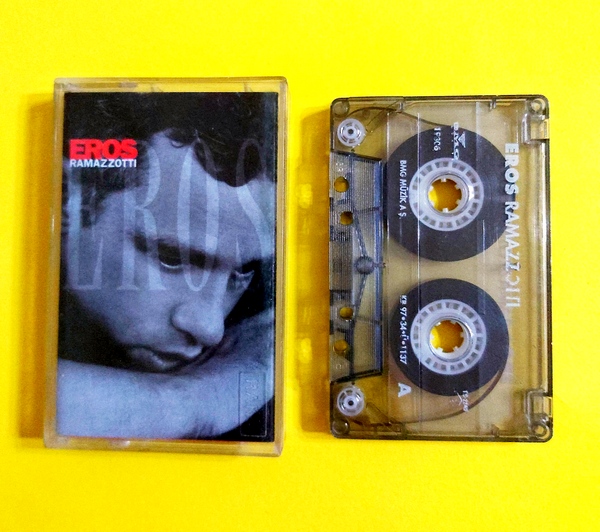 EROS
RAMAZZOTTI
EROS
BMG MÜZİK A Ş
EROS RAMAZZOTTI
A